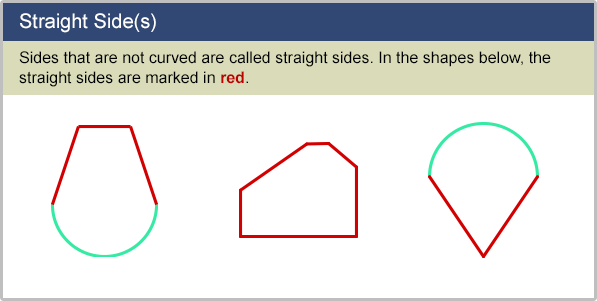 Straight Side(s)
Sides that are not curved are called straight sides. In the shapes below, the
straight sides are marked in red.